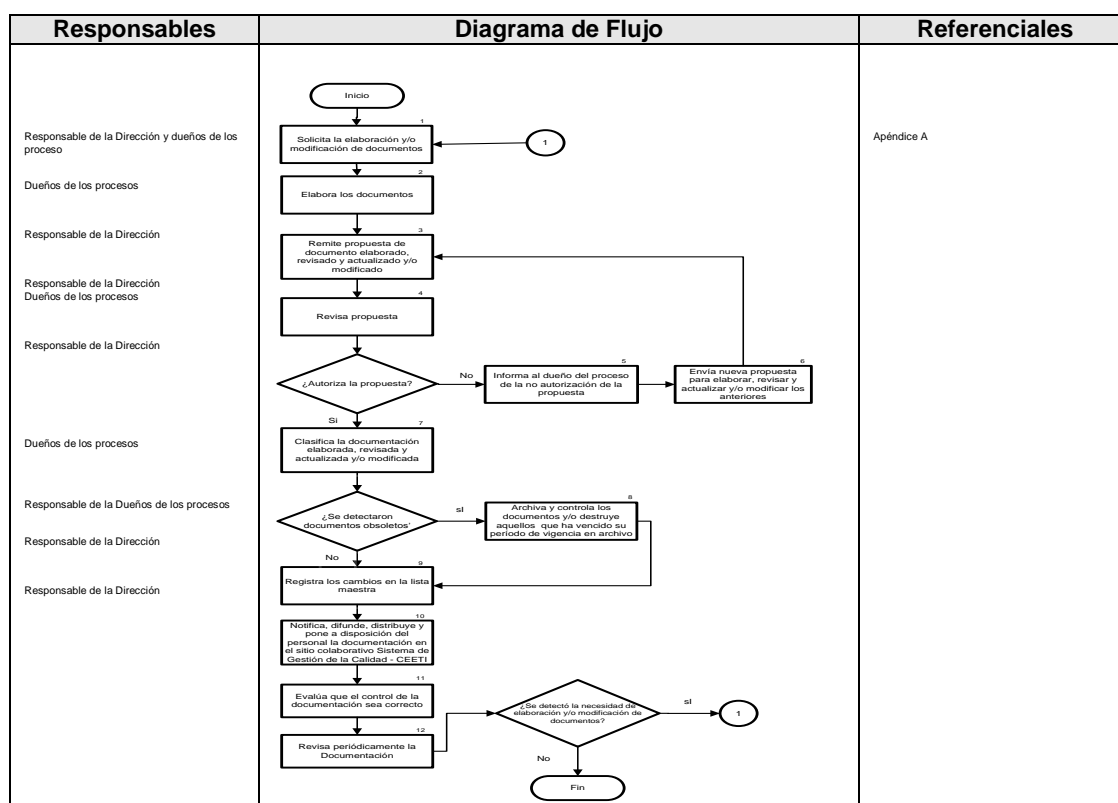 Responsables
Diagrama de Flujo
Referenciales
Inicio
1
Responsable de la Dirección y dueños de los
proceso
Solicita la elaboración y/o
modificación de documentos
1
Apéndice A
2
Dueños de los procesos
Elabora los documentos
3
Responsable de la Dirección
Remite propuesta de
documento elaborado,
revisado y actualizado y/o
modificado
4
Responsable de la Dirección
Dueños de los procesos
Revisa propuesta
Responsable de la Dirección
¿Autoriza la propuesta?
No
5
Informa al dueño del proceso
de la no autorización de la
propuesta
6
Envía nueva propuesta
para elaborar, revisar y
actualizar y/o modificar los
anteriores
Si
7
Dueños de los procesos
Clasifica la documentación
elaborada, revisada y
actualizada y/o modificada
Responsable de la Dueños de los procesos
¿Se detectaron
documentos obsoletos'
sI
8
Archiva y controla los
documentos y/o destruye
aquellos que ha vencido su
período de vigencia en archivo
Responsable de la Dirección
No
9
Responsable de la Dirección
Registra los cambios en la lista
maestra
10
Notifica, difunde, distribuye y
pone a disposición del
personal la documentación en
el sitio colaborativo Sistema de
Gestión de la Calidad - CEETI
11
Evalúa que el control de la
documentación sea correcto
12
Revisa periódicamente la
Documentación
¿Se detectó la necesidad de
elaboración y/o modificación de
documentos?
sI
1
No
Fin